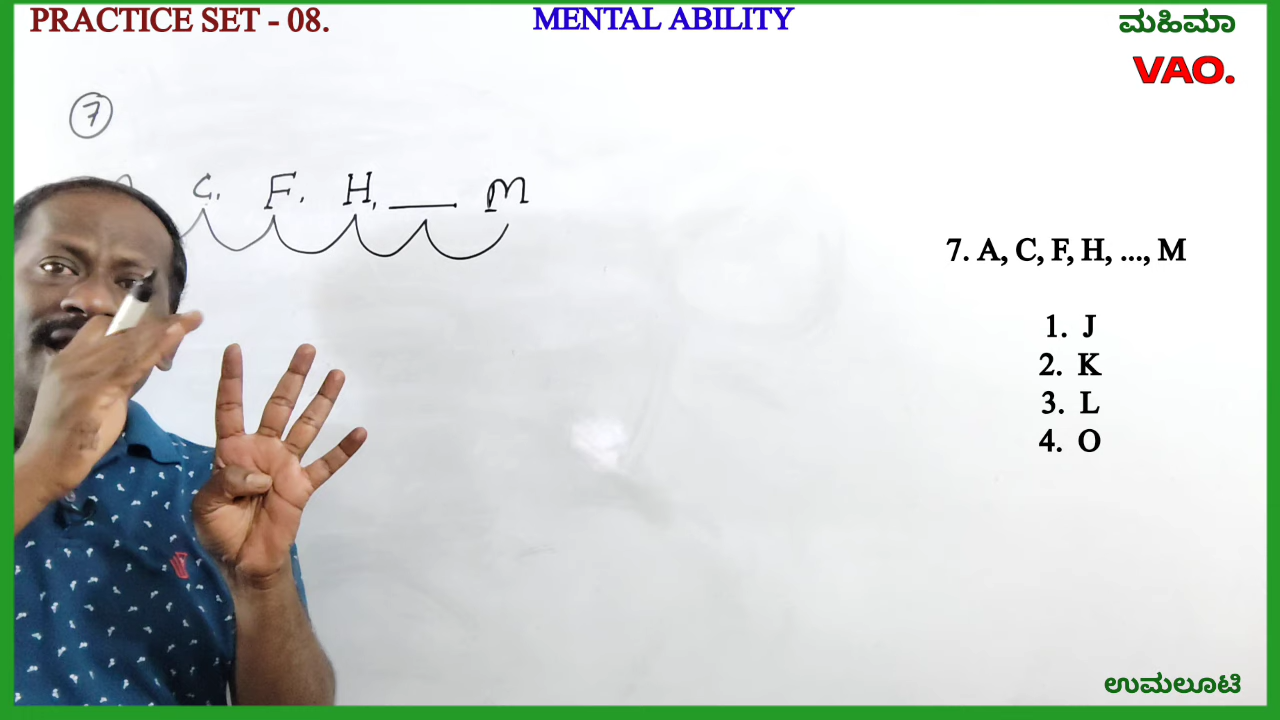 PRACTICE SET - 08.
MENTAL ABILITY
ಮಹಿಮಾ
VAO.
7
C. F. H, ___ M
7. A, C, F, H, ..., M
1. J
2. K
3. L
4. O
ಉಮಲೂಟಿ